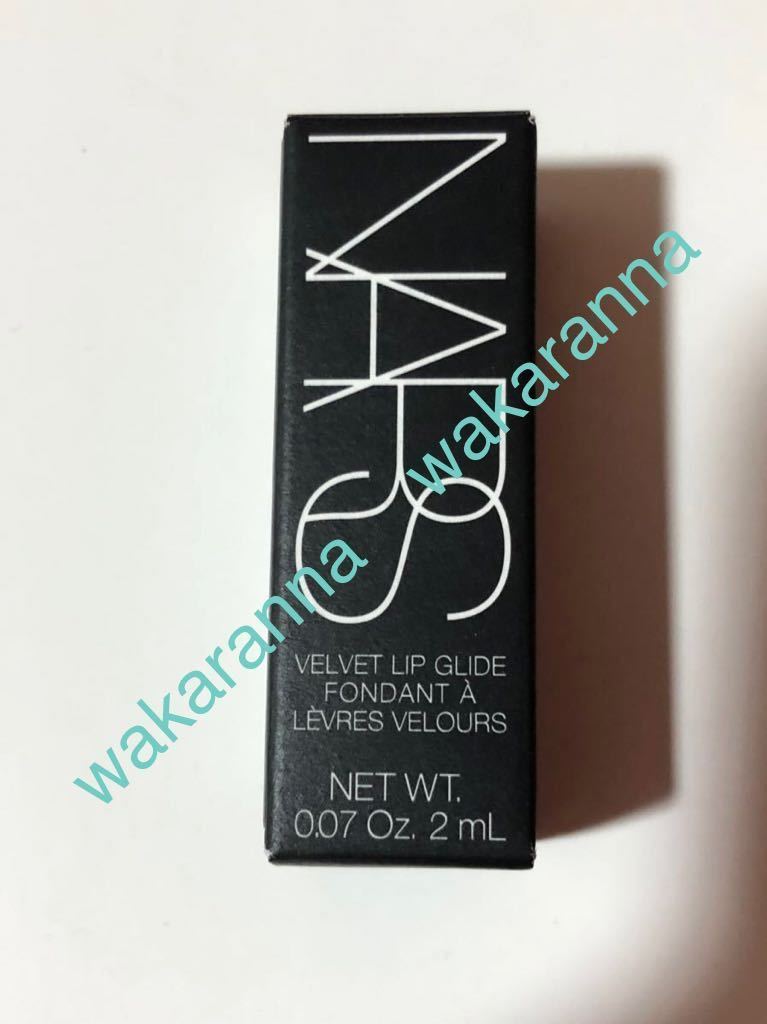 NARS
wakaranna
wakaranna
VELVET LIP GLIDE
FONDANT À
LÈVRES VELOURS
NET WT.
0.07 Oz. 2 mL